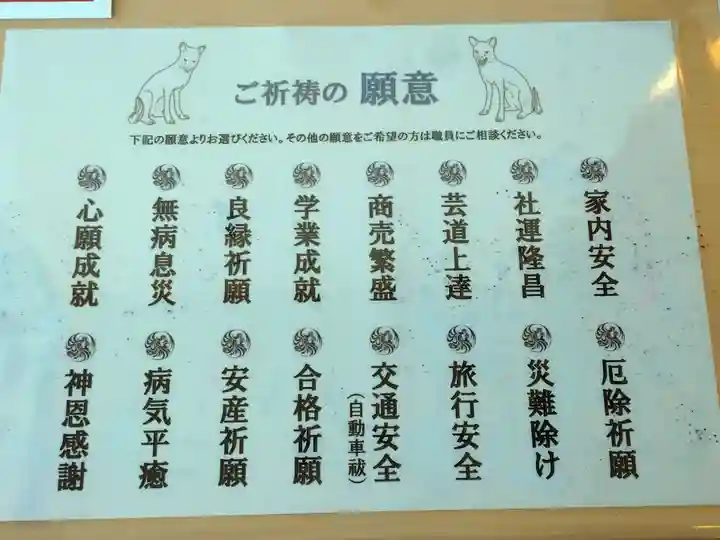 ご祈祷の 願意
下記の願意よりお選びください。その他の願意をご希望の方は職員にご相談ください。
家内安全
社運隆昌
芸道上達
商売繁盛
学業成就
良縁祈願
無病息災
心願成就
厄除祈願
災難除け
旅行安全
交通安全
(自動車祓)
合格祈願
安産祈願
病気平癒
神恩感謝